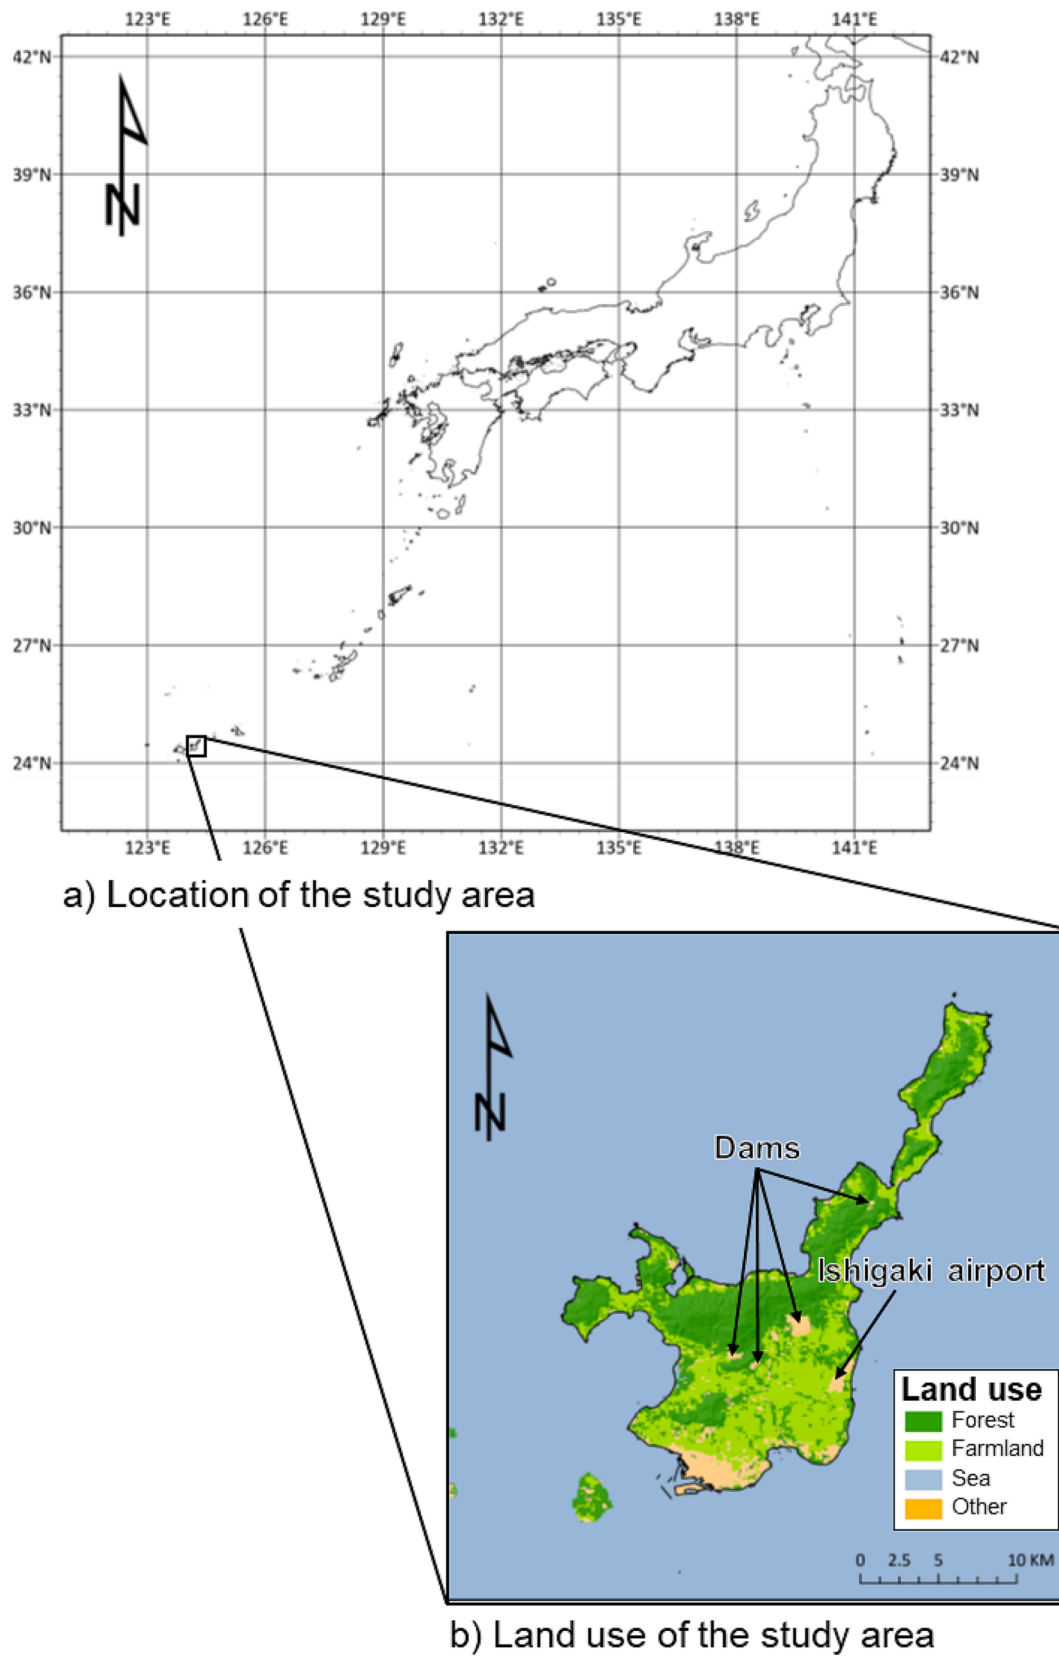 123°E 126°E 129°E 132°E 135°E 138°E 141°E
42°N 42°N
N
39°N 39°N
36°N 36°N
33°N 33°N
30°N 30°N
27°N 27°N
24°N 24°N
123°E 126°E 129°E 132°E 135°E 138°E 141°E
a) Location of the study area
N
Dams
Ishigaki airport
Land use
Forest
Farmland
Sea
Other
0 2.5 5 10 KM
b) Land use of the study area